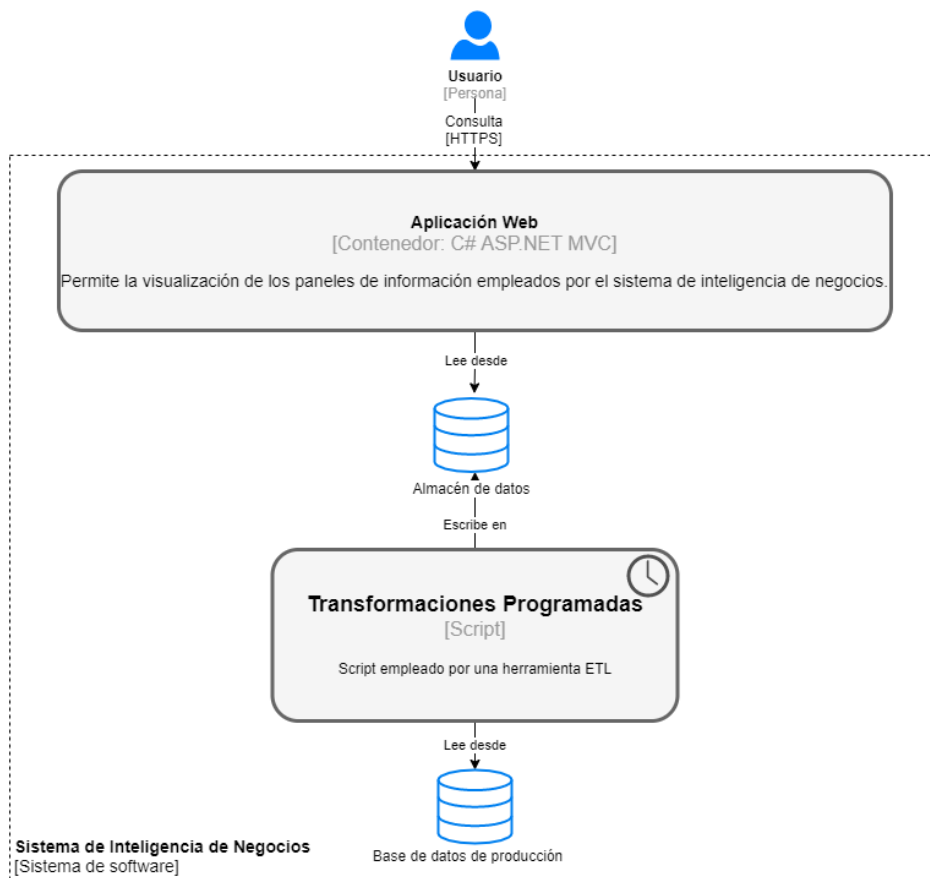 Usuario
[Persona]
Consulta
[HTTPS]
Aplicación Web
[Contenedor: C# ASP.NET MVC]
Permite la visualización de los paneles de información empleados por el sistema de inteligencia de negocios.
Lee desde
Almacén de datos
Escribe en
Transformaciones Programadas
[Script]
Script empleado por una herramienta ETL
Lee desde
Base de datos de producción
Sistema de Inteligencia de Negocios
[Sistema de software]